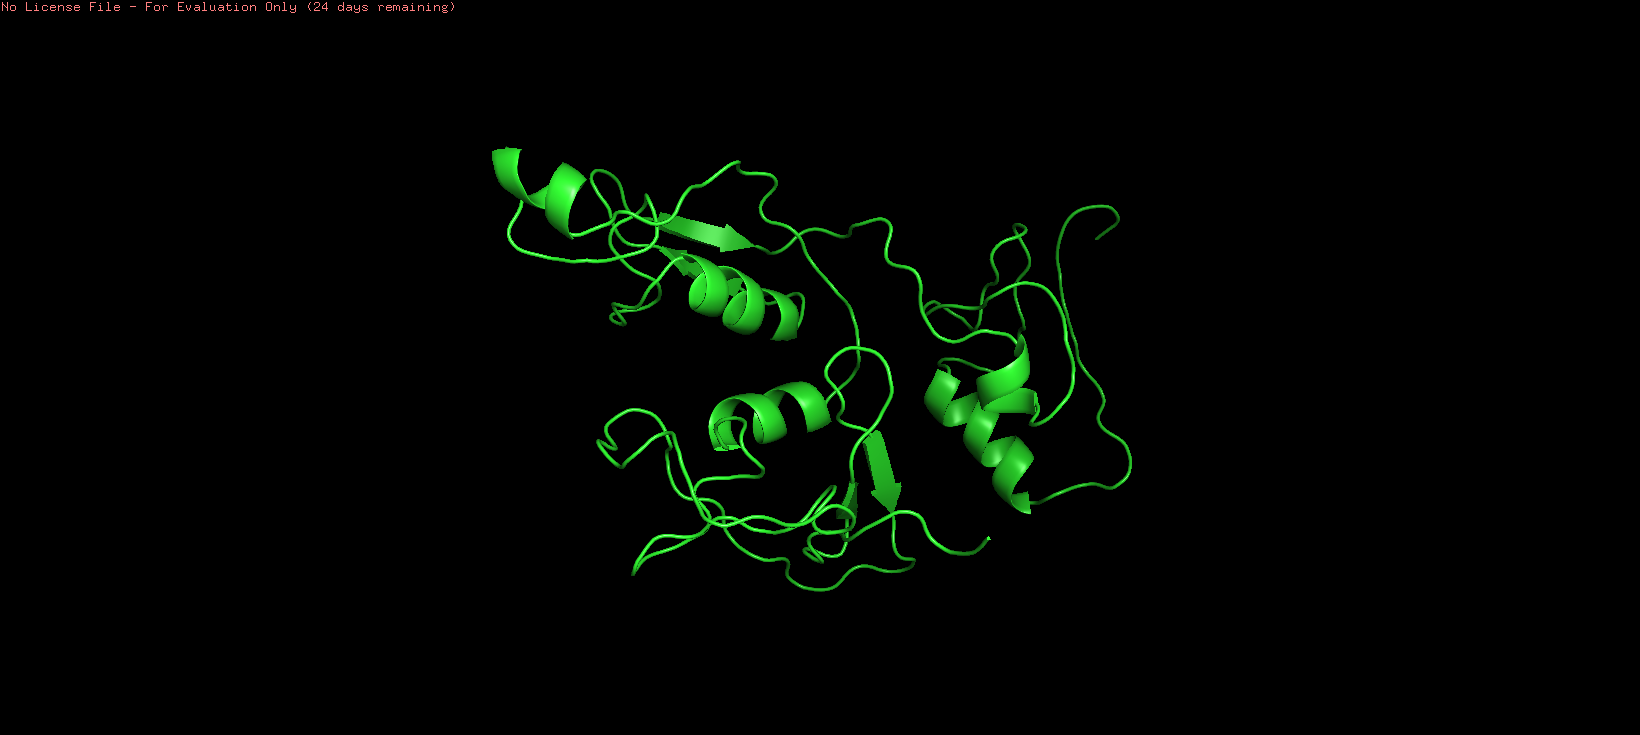 No License File - For Evaluation Only (24 days remaining)